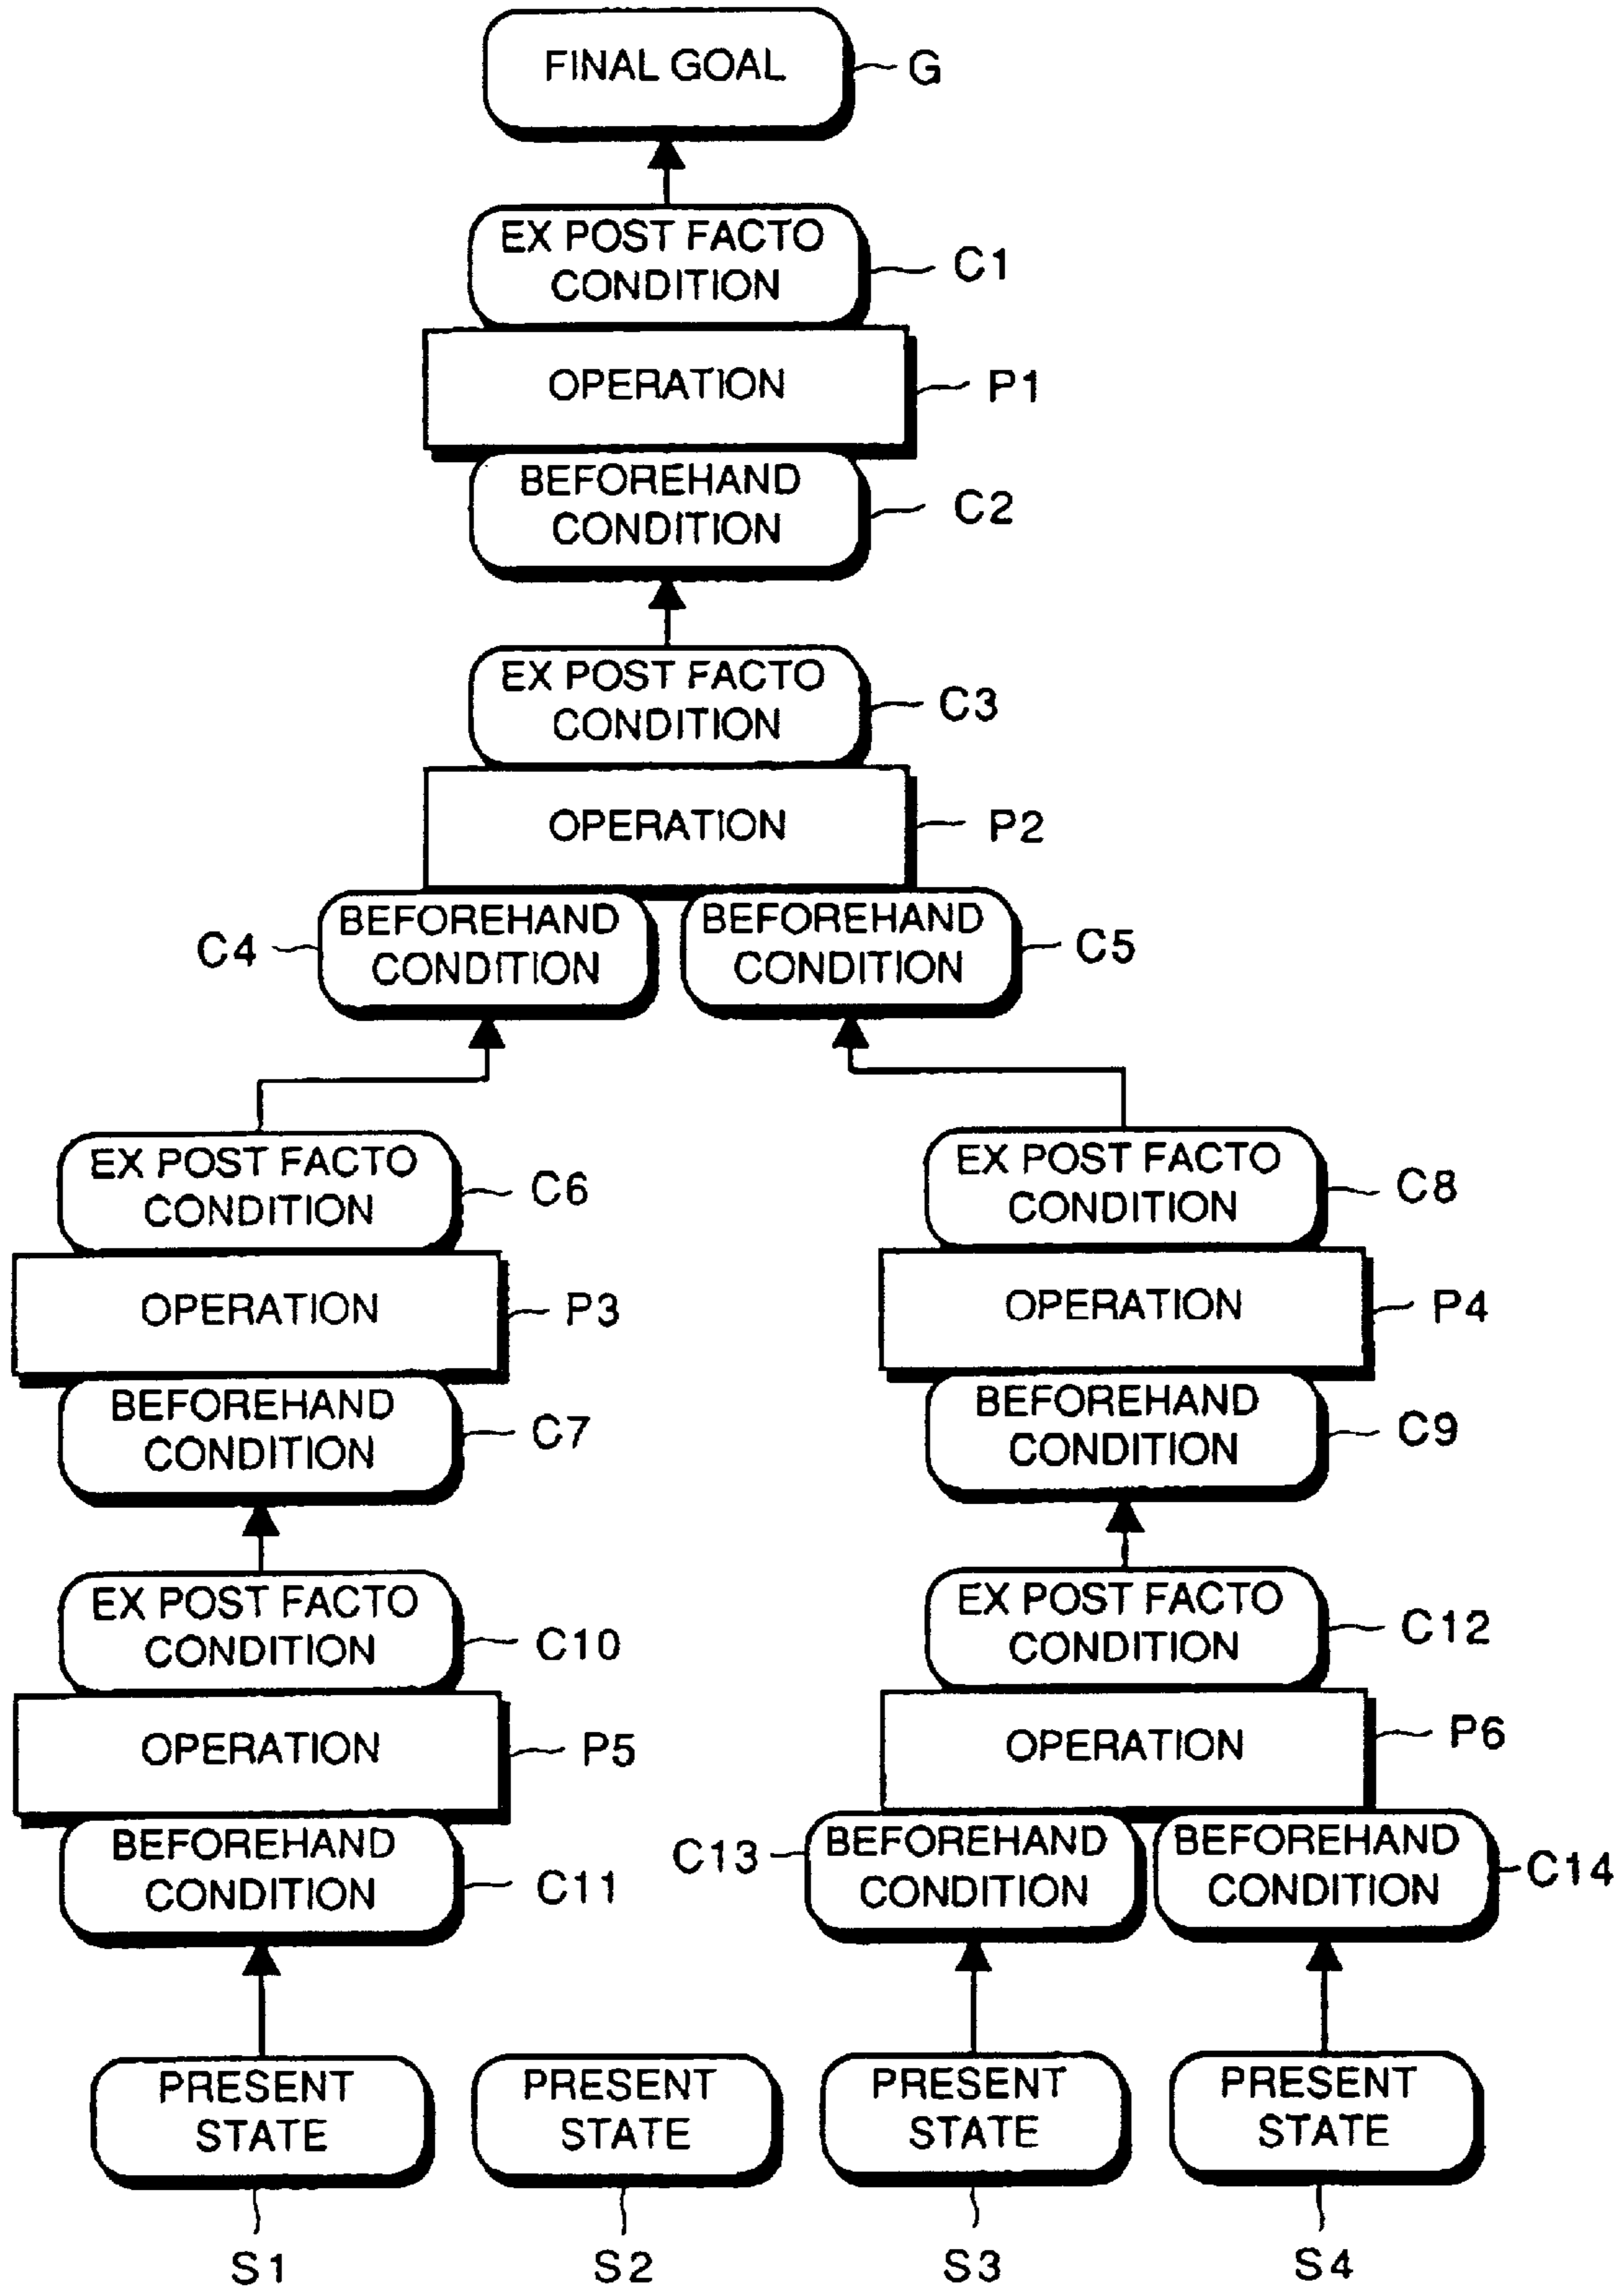 FINAL GOAL
G
EX POST FACTO
CONDITION
C1
OPERATION
P1
BEFOREHAND
CONDITION
C2
EX POST FACTO
CONDITION
C3
OPERATION
P2
C4
BEFOREHAND
CONDITION
BEFOREHAND
CONDITION
C5
EX POST FACTO
CONDITION
C6
OPERATION
P3
BEFOREHAND
CONDITION
C7
EX POST FACTO
CONDITION
C8
OPERATION
P4
BEFOREHAND
CONDITION
C9
EX POST FACTO
CONDITION
C10
OPERATION
P5
BEFOREHAND
CONDITION
C11
EX POST FACTO
CONDITION
C12
OPERATION
P6
C13
BEFOREHAND
CONDITION
BEFOREHAND
CONDITION
C14
PRESENT
STATE
S1
PRESENT
STATE
S2
PRESENT
STATE
S3
PRESENT
STATE
S4